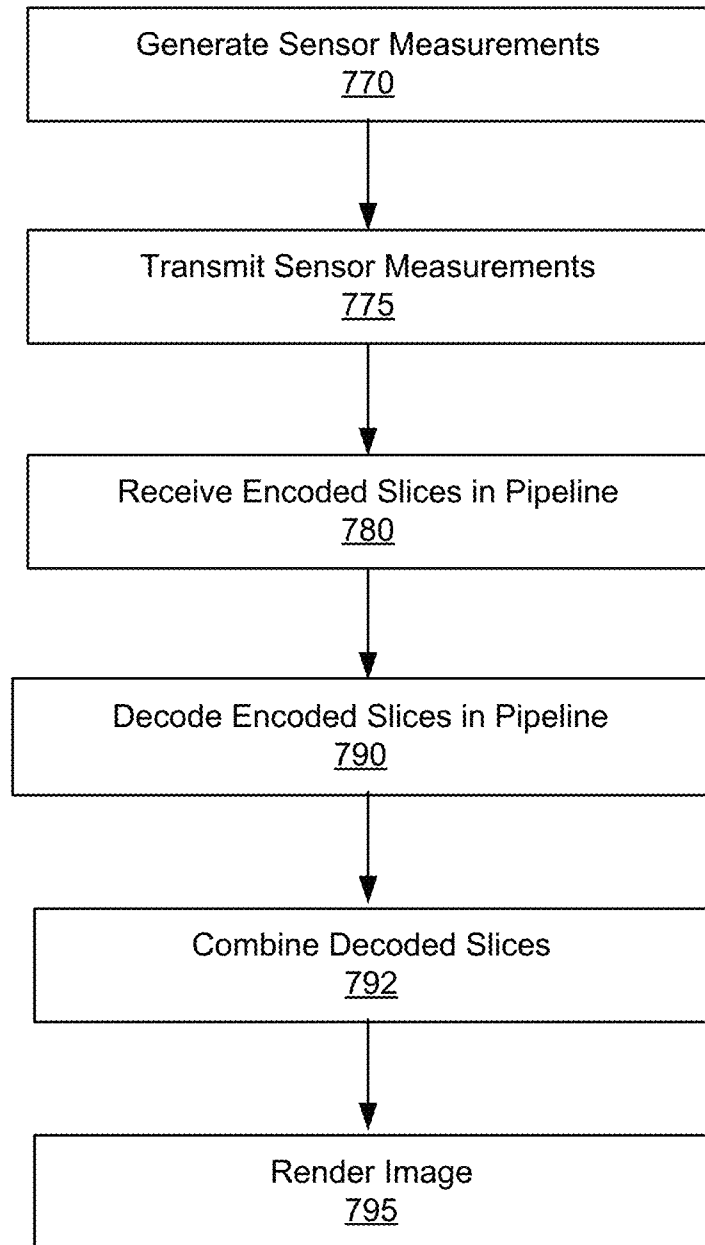 Generate Sensor Measurements
770
Transmit Sensor Measurements
775
Receive Encoded Slices in Pipeline
780
Decode Encoded Slices in Pipeline
790
Combine Decoded Slices
792
Render Image
795